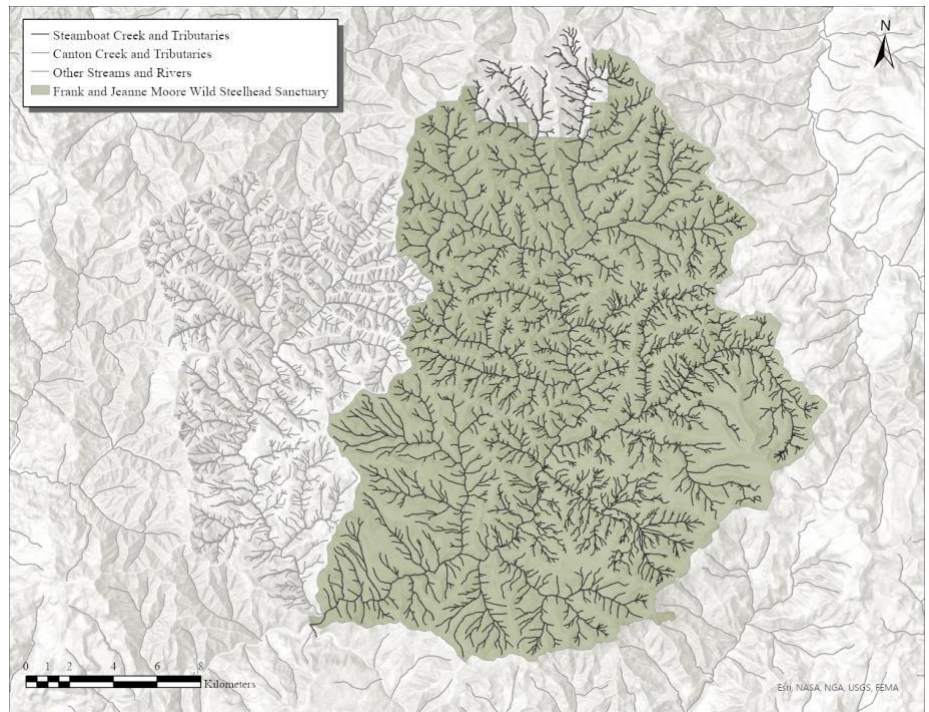 Steamboat Creek and Tributaries
Canton Creek and Tributaries
Other Streams and Rivers
Frank and Jeanne Moore Wild Steelhead Sanctuary
N
0 1 2 4 6 8
Kilometers
Esri, NASA, NGA, USGS, FEMA